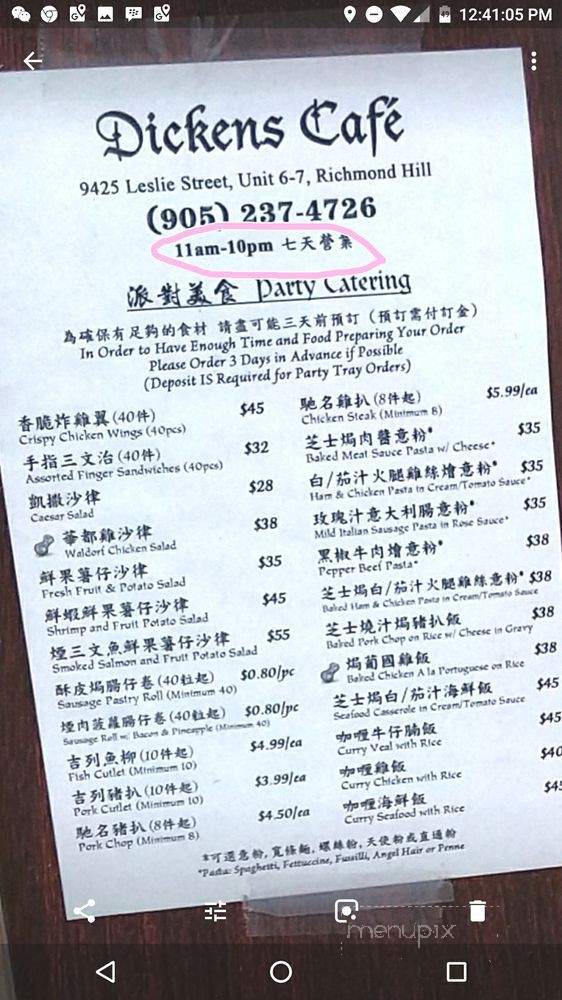 12:41:05 PM
Dickens Café
9425 Leslie Street, Unit 6-7, Richmond Hill
(905) 237-4726
11am-10pm 七天營業
派對美食 Party Catering
為確保有足夠的食材 請盡可能三天前預訂 (預訂需付訂金)
In Order to Have Enough Time and Food Preparing Your Order
Please Order 3 Days in Advance if Possible
(Deposit IS Required for Party Tray Orders)
香脆炸雞翼 (40件) $45
Crispy Chicken Wings (40pcs)
手指三文治 (40件) $32
Assorted Finger Sandwiches (40pcs)
凱撒沙律 $28
Caesar Salad
華都雞沙律 $38
Waldorf Chicken Salad
鮮果薯仔沙律 $35
Fresh Fruit & Potato Salad
鮮蝦鮮果薯仔沙律 $45
Shrimp and Fruit Potato Salad
煙三文魚鮮果薯仔沙律 $55
Smoked Salmon and Fruit Potato Salad
酥皮焗腸仔卷 (40粒起) $0.80/pc
Sausage Pastry Roll (Minimum 40)
煙肉菠蘿腸仔卷 (40粒起) $0.80/pc
Sausage Roll w/ Bacon & Pineapple (Minimum 40)
吉列魚柳 (10件起) $4.99/ea
Fish Cutlet (Minimum 10)
吉列豬扒 (10件起) $3.99/ea
Pork Cutlet (Minimum 10)
馳名豬扒 (8件起) $4.50/ea
Pork Chop (Minimum 8)
馳名雞扒 (8件起) $5.99/ea
Chicken Steak (Minimum 8)
芝士焗肉醬意粉* $35
Baked Meat Sauce Pasta w/ Cheese*
白/茄汁火腿雞絲燴意粉* $35
Ham & Chicken Pasta in Cream/Tomato Sauce*
玫瑰汁意大利腸意粉* $35
Mild Italian Sausage Pasta in Rose Sauce*
黑椒牛肉燴意粉* $38
Pepper Beef Pasta*
芝士焗白/茄汁火腿雞絲意粉* $38
Baked Ham & Chicken Pasta in Cream/Tomato Sauce
芝士燒汁焗豬扒飯 $38
Baked Pork Chop on Rice w/ Cheese in Gravy
焗葡國雞飯 $38
Baked Chicken A la Portuguese on Rice
芝士焗白/茄汁海鮮飯 $45
Seafood Casserole in Cream/Tomato Sauce
咖喱牛仔腩飯 $45
Curry Veal with Rice
咖喱雞飯 $40
Curry Chicken with Rice
咖喱海鮮飯
Curry Seafood with Rice
*可選意粉, 寬條麵, 螺絲粉, 天使粉或直通粉
*Pasta: Spaghetti, Fettuccine, Fussilli, Angel Hair or Penne
menupix